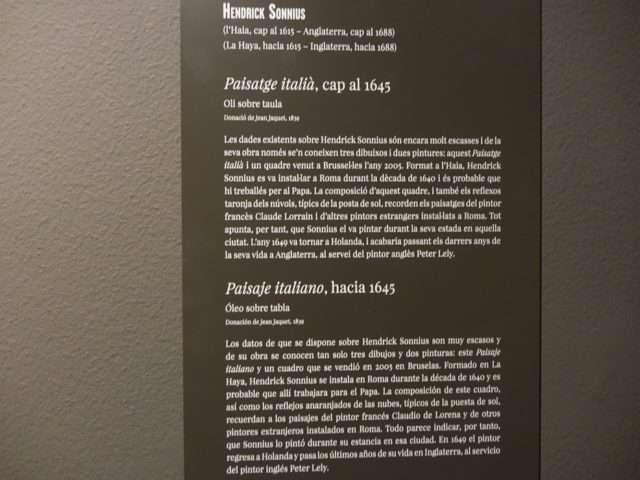 HENDRICK SONNIUS
(l'Haia, cap al 1615 – Anglaterra, cap al 1688)
(La Haya, hacia 1615 – Inglaterra, hacia 1688)
Paisatge italià, cap al 1645
Oli sobre taula
Donació de Jean Jaquet, 1839
Les dades existents sobre Hendrick Sonnius són encara molt escasses i de la
seva obra només se'n coneixen tres dibuixos i dues pintures: aquest Paisatge
italià i un quadre venut a Brussel·les l'any 2005. Format a l'Haia, Hendrick
Sonnius es va instal·lar a Roma durant la dècada de 1640 i és probable que
hi treballés per al Papa. La composició d'aquest quadre, i també els reflexos
taronja dels núvols, típics de la posta de sol, recorden els paisatges del pintor
francès Claude Lorrain i d'altres pintors estrangers instal·lats a Roma. Tot
apunta, per tant, que Sonnius el va pintar durant la seva estada en aquella
ciutat. L'any 1649 va tornar a Holanda, i acabaria passant els darrers anys de
la seva vida a Anglaterra, al servei del pintor anglès Peter Lely.
Paisaje italiano, hacia 1645
Óleo sobre tabla
Donación de Jean Jaquet, 1839
Los datos de que se dispone sobre Hendrick Sonnius son muy escasos y
de su obra se conocen tan solo tres dibujos y dos pinturas: este Paisaje
italiano y un cuadro que se vendió en 2005 en Bruselas. Formado en La
Haya, Hendrick Sonnius se instala en Roma durante la década de 1640 y es
probable que allí trabajara para el Papa. La composición de este cuadro,
así como los reflejos anaranjados de las nubes, típicos de la puesta de sol,
recuerdan a los paisajes del pintor francés Claudio de Lorena y de otros
pintores extranjeros instalados en Roma. Todo parece indicar, por tanto,
que Sonnius lo pintó durante su estancia en esa ciudad. En 1649 el pintor
regresa a Holanda y pasa los últimos años de su vida en Inglaterra, al servicio
del pintor inglés Peter Lely.